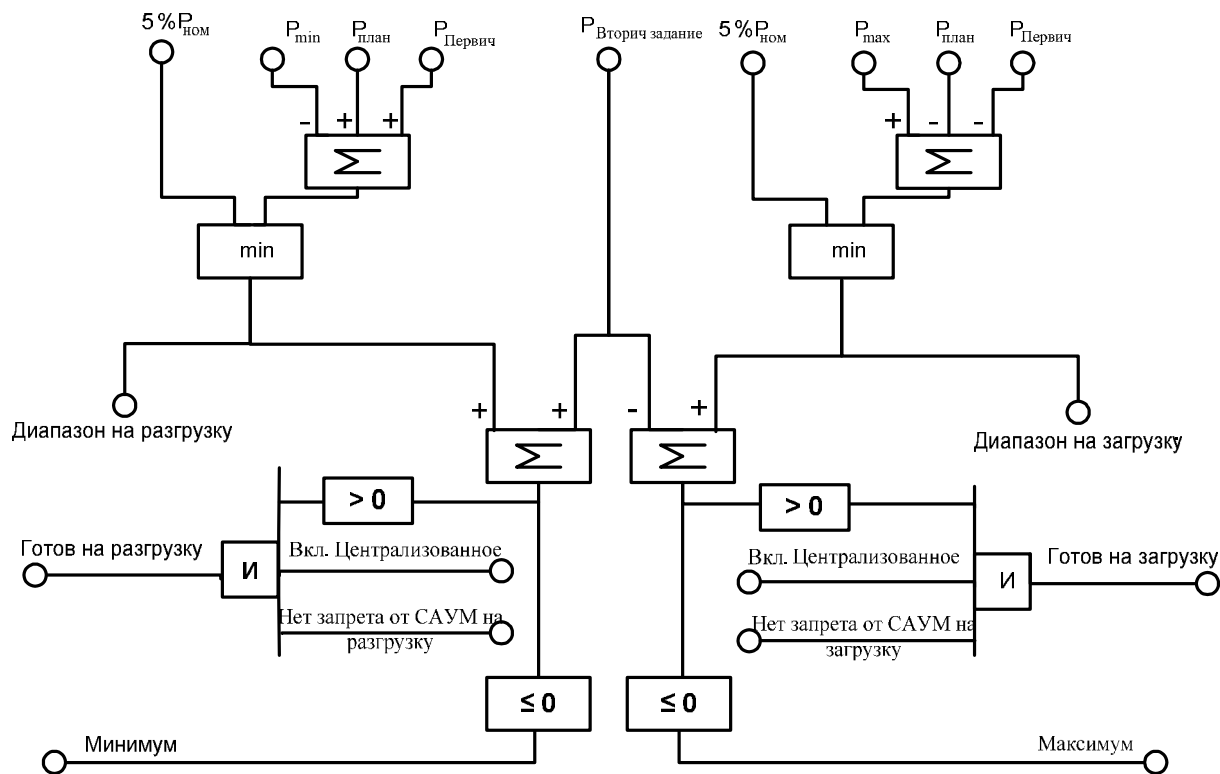 5%Pном
Pmin
Pплан
PПервич
PВторич задание
5%Pном
Pmax
Pплан
PПервич
- + +
+ - -
Σ
Σ
min
min
+ +
- +
Диапазон на разгрузку
Диапазон на загрузку
Σ
Σ
> 0
> 0
Готов на разгрузку
И
Вкл. Централизованное
Вкл. Централизованное
И
Готов на загрузку
Нет запрета от САУМ на
разгрузку
Нет запрета от САУМ на
загрузку
≤ 0
≤ 0
Минимум
Максимум